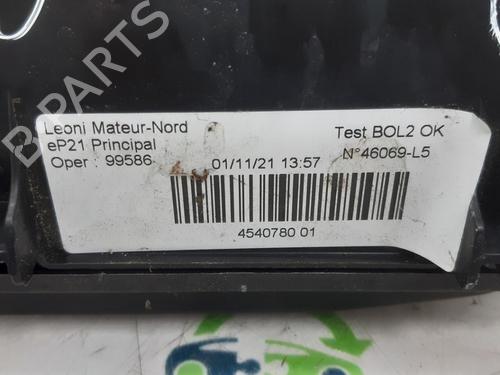 Leoni Mateur-Nord
eP21 Principal
Oper : 99586
Test BOL2 OK
01/11/21 13:57
N°46069-L5
4540780 01
B-PARTS